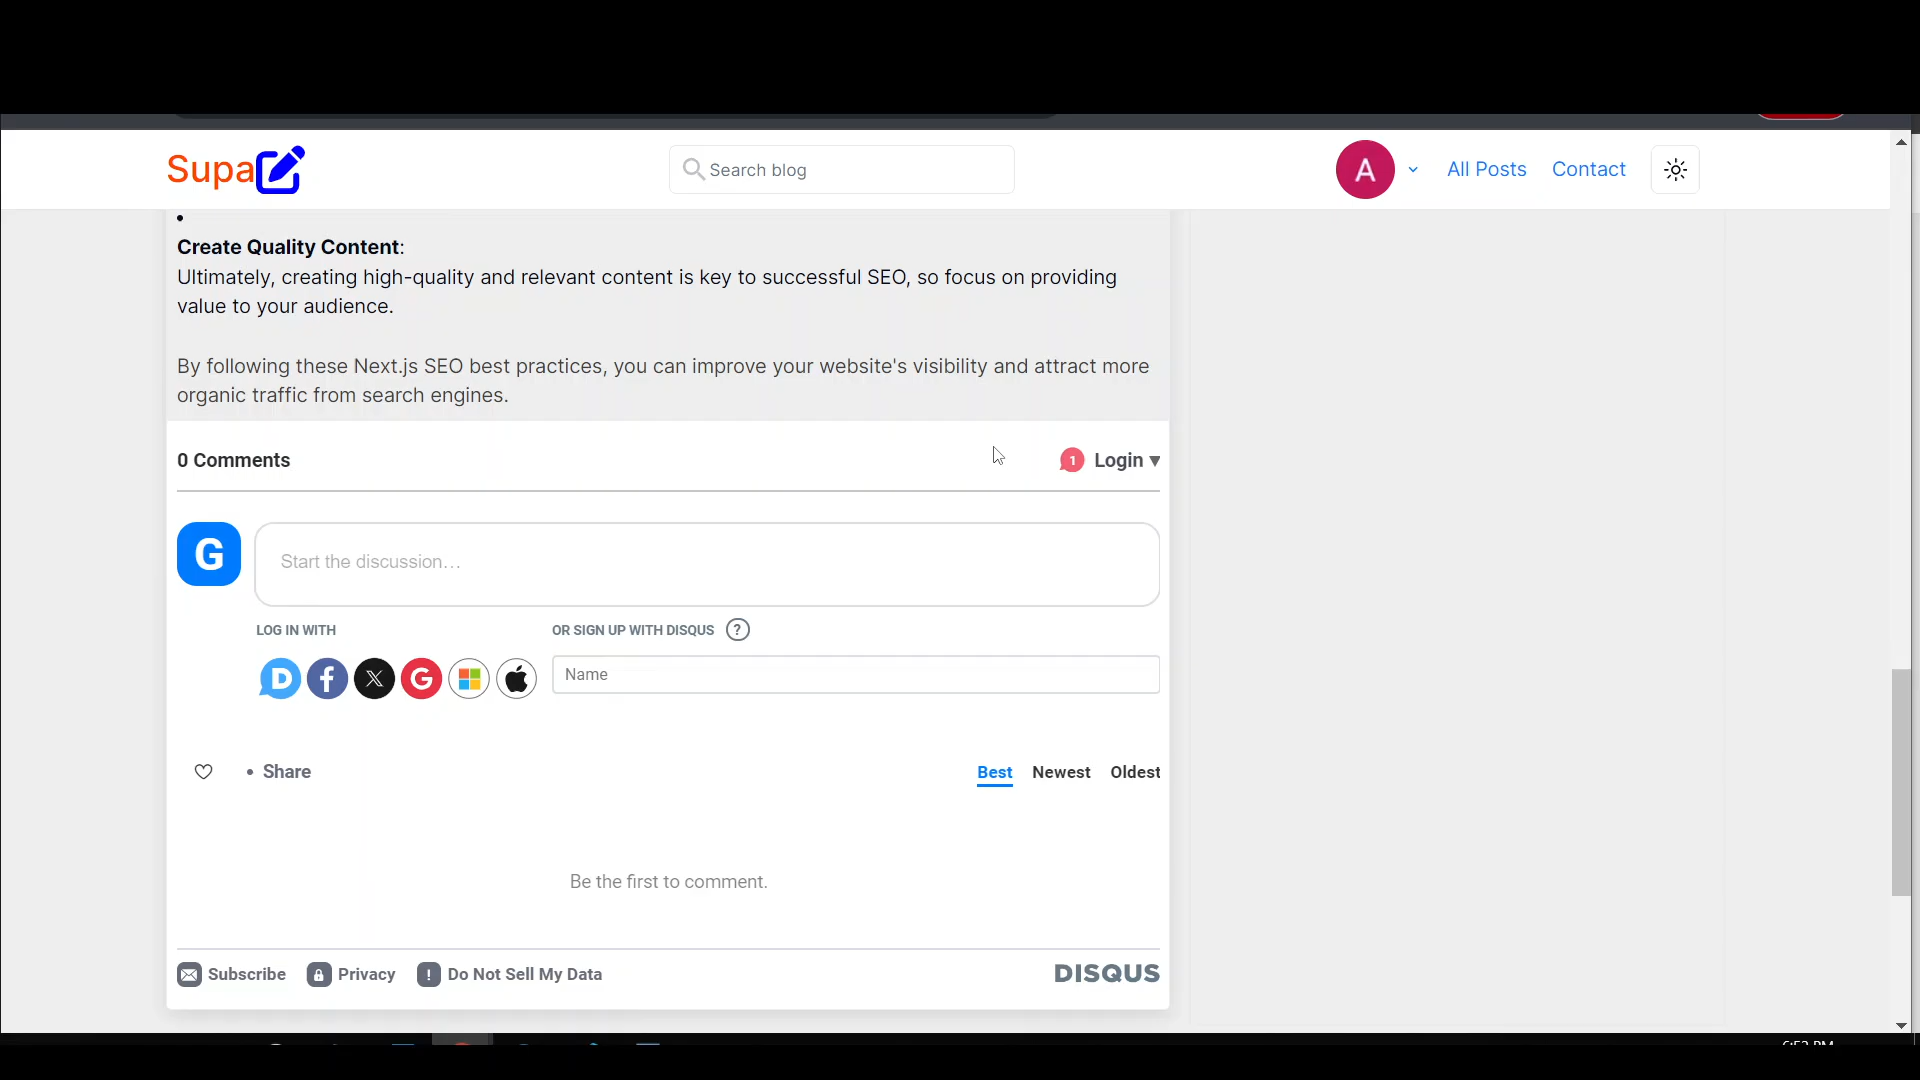 Supa
Search blog
A
All Posts
Contact
Create Quality Content:
Ultimately, creating high-quality and relevant content is key to successful SEO, so focus on providing
value to your audience.
By following these Next.js SEO best practices, you can improve your website's visibility and attract more
organic traffic from search engines.
0 Comments
1
Login
G
Start the discussion...
LOG IN WITH
OR SIGN UP WITH DISQUS ?
D f X G
Name
• Share
Best
Newest
Oldest
Be the first to comment.
Subscribe
Privacy
! Do Not Sell My Data
DISQUS